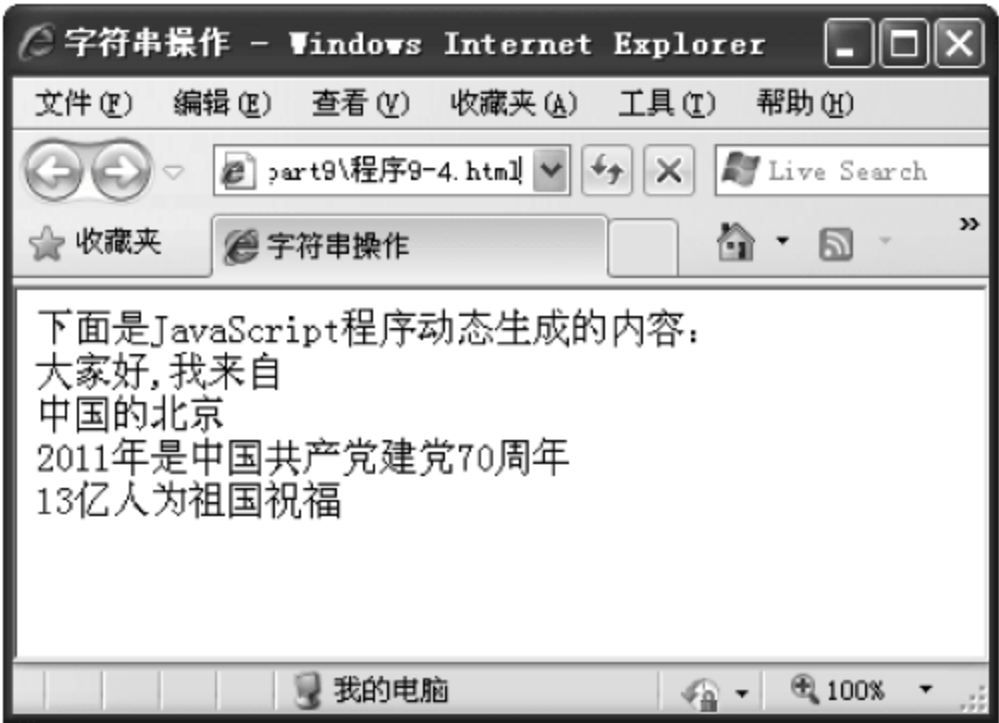 字符串操作 - Windows Internet Explorer
文件(F) 编辑(E) 查看(V) 收藏夹(A) 工具(T) 帮助(H)
part9\程序9-4.html Live Search
收藏夹 字符串操作 »
下面是JavaScript程序动态生成的内容：
大家好,我来自
中国的北京
2011年是中国共产党建党70周年
13亿人为祖国祝福
我的电脑 100%